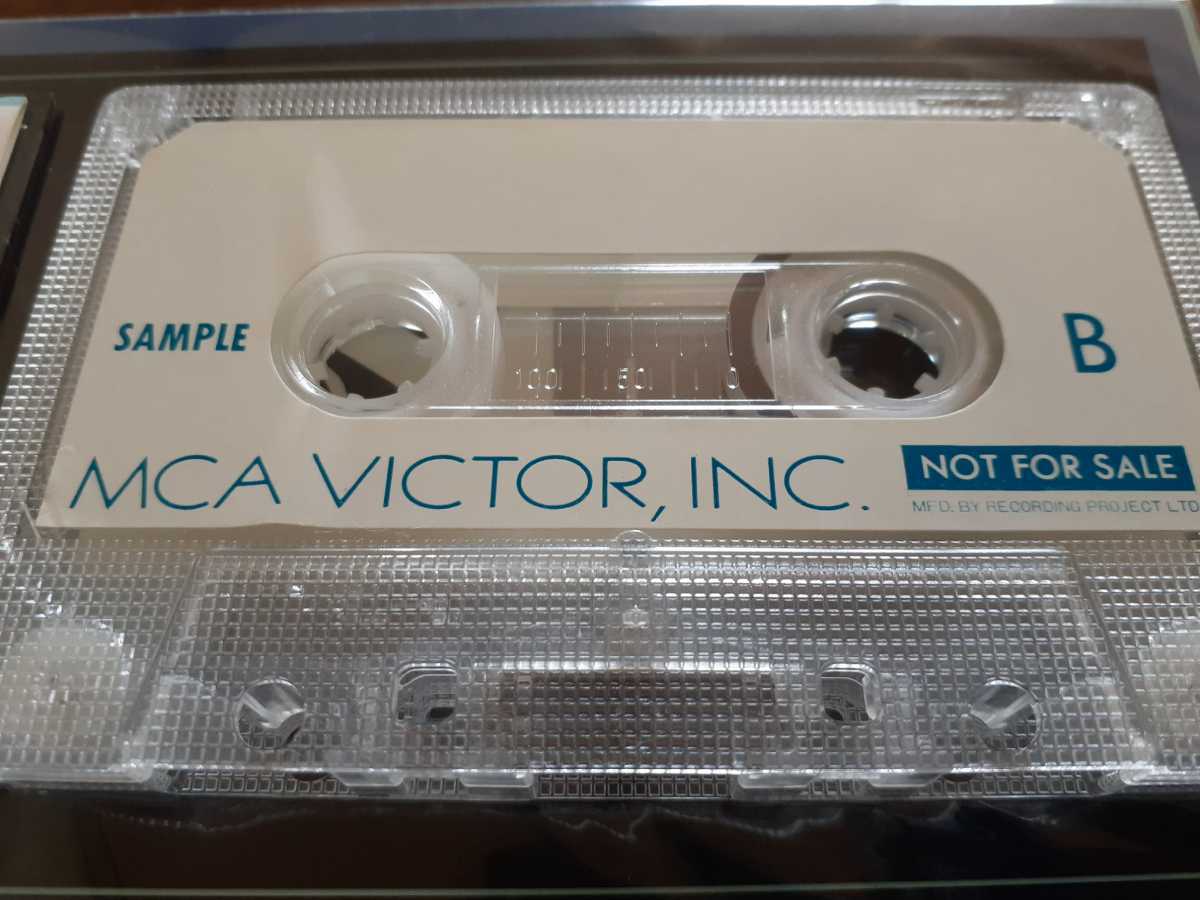 100 50 0
SAMPLE
B
MCA VICTOR, INC.
NOT FOR SALE
MFD. BY RECORDING PROJECT LTD